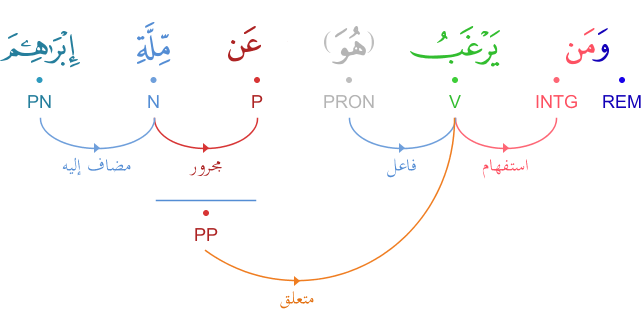 وَمَن يَرْغَبُ (هُوَ) عَن مِّلَّةِ إِبْرَٰهِـۧمَ
REM INTG V PRON P N PN
استفهام فاعل مجرور مضاف إليه
PP
متعلق